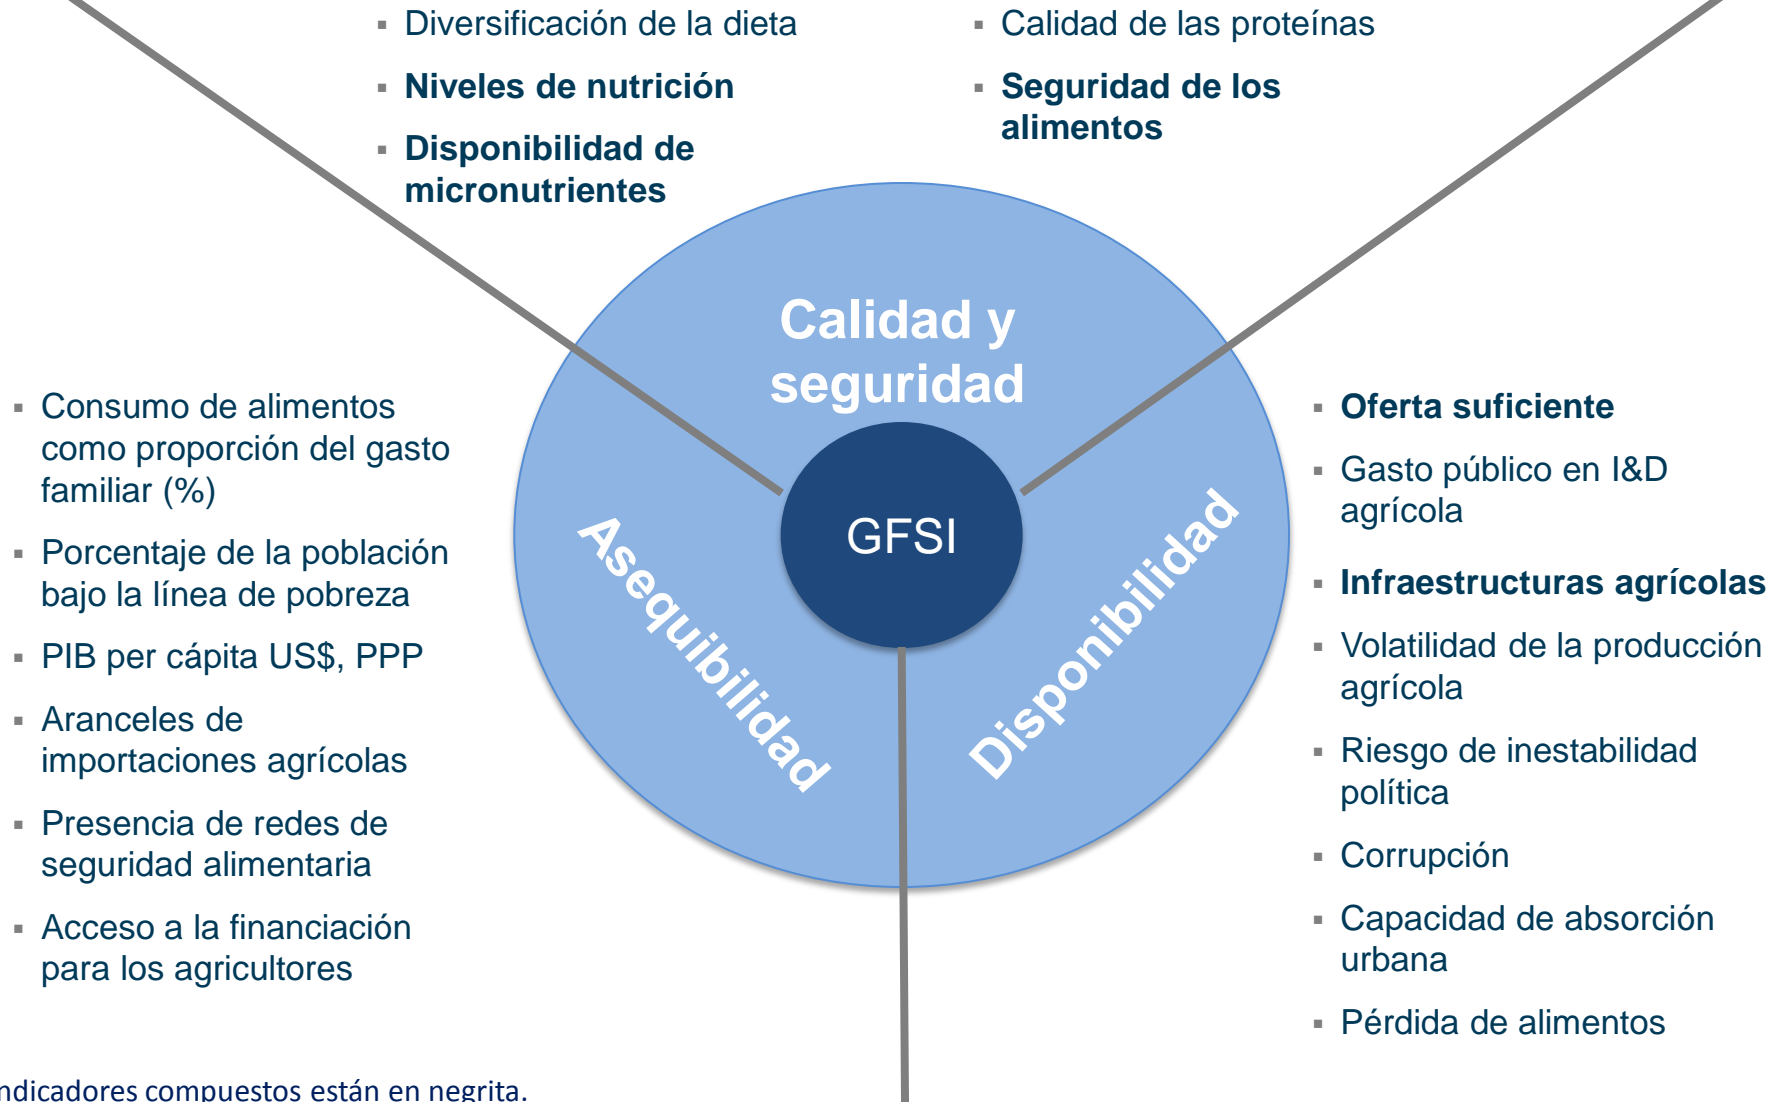 Diversificación de la dieta
Niveles de nutrición
Disponibilidad de
micronutrientes
Calidad de las proteínas
Seguridad de los
alimentos
Calidad y
seguridad
GFSI
Asequibilidad
Disponibilidad
Consumo de alimentos
como proporción del gasto
familiar (%)
Porcentaje de la población
bajo la línea de pobreza
PIB per cápita US$, PPP
Aranceles de
importaciones agrícolas
Presencia de redes de
seguridad alimentaria
Acceso a la financiación
para los agricultores
Oferta suficiente
Gasto público en I&D
agrícola
Infraestructuras agrícolas
Volatilidad de la producción
agrícola
Riesgo de inestabilidad
política
Corrupción
Capacidad de absorción
urbana
Pérdida de alimentos
ndicadores compuestos están en negrita.